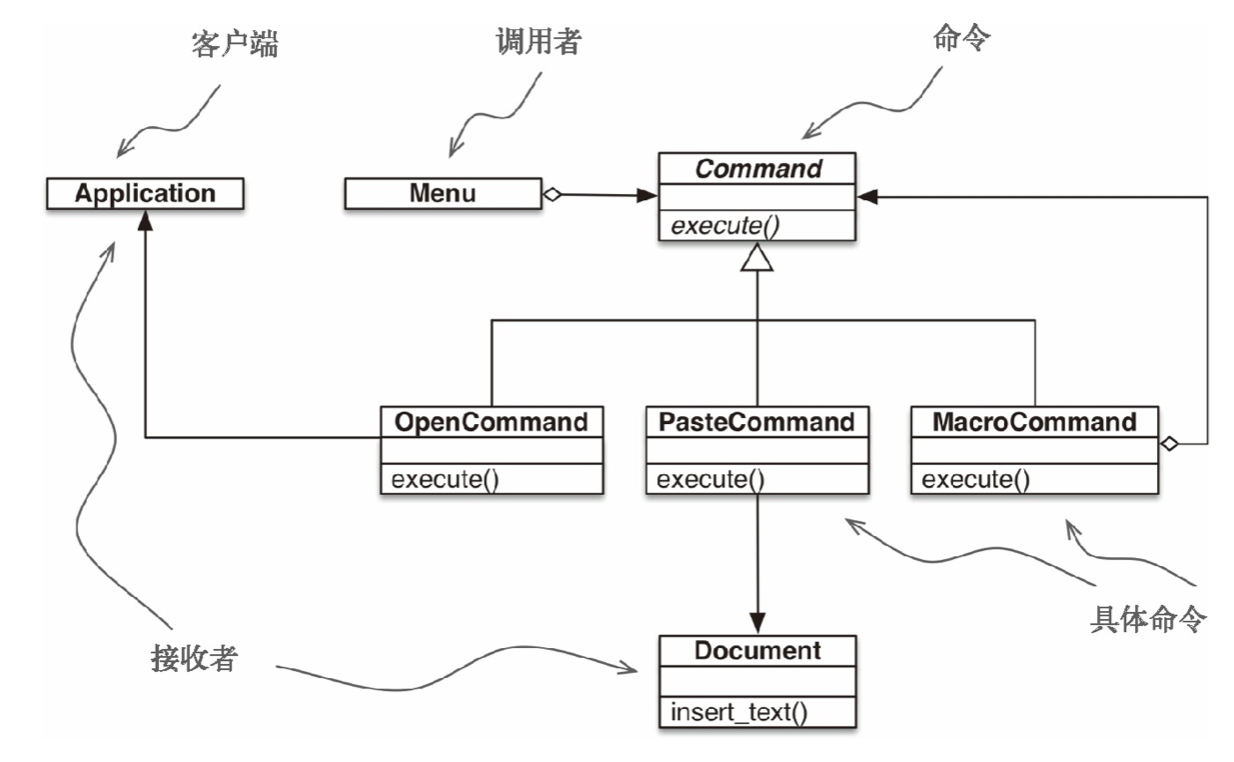 客户端
调用者
命令
Application
Menu
Command
execute()
OpenCommand
execute()
PasteCommand
execute()
MacroCommand
execute()
具体命令
接收者
Document
insert_text()